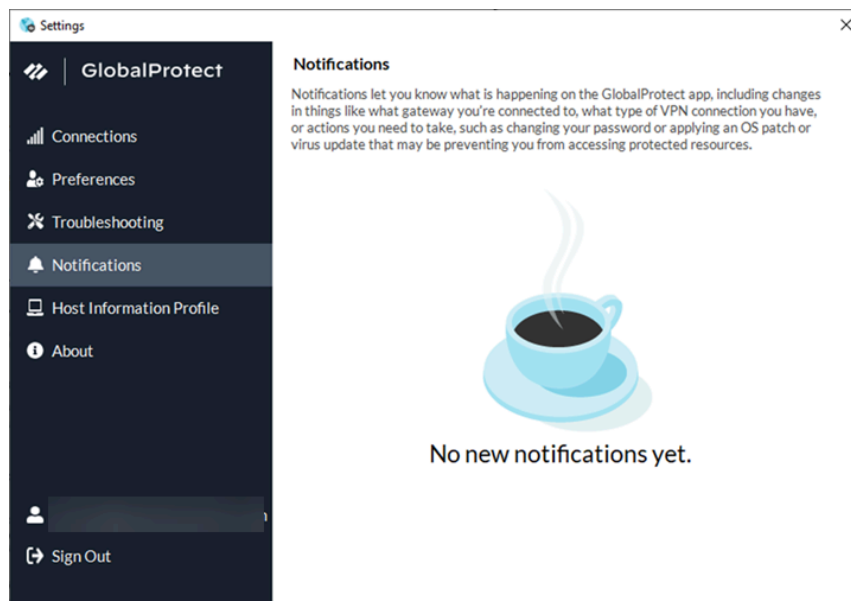 Settings
GlobalProtect
Connections
Preferences
Troubleshooting
Notifications
Host Information Profile
About
Sign Out
Notifications
Notifications let you know what is happening on the GlobalProtect app, including changes
in things like what gateway you're connected to, what type of VPN connection you have,
or actions you need to take, such as changing your password or applying an OS patch or
virus update that may be preventing you from accessing protected resources.
No new notifications yet.